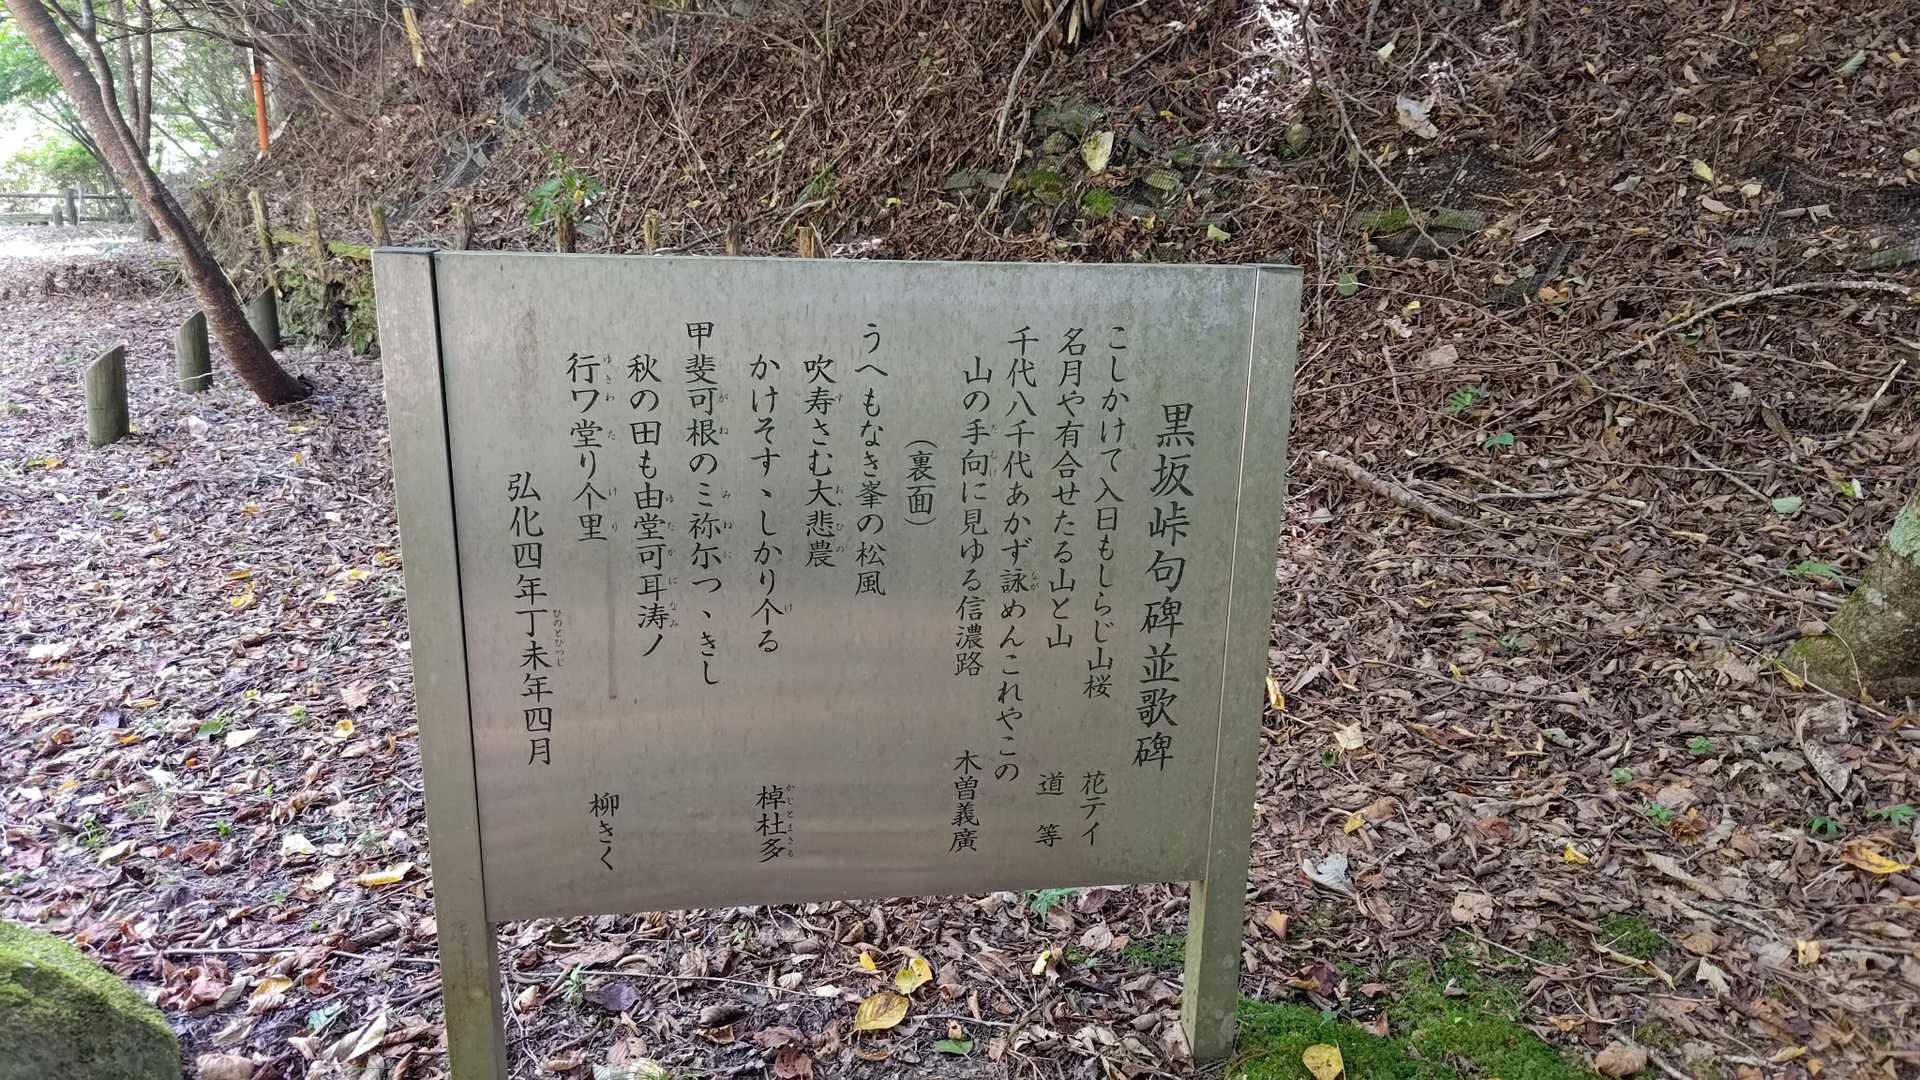 黒坂峠句碑並歌碑
こしかけて入日もしらじ山桜 花テイ
名月や有合せたる山と山 道等
千代八千代あかず詠めんこれやこの
山の手向に見ゆる信濃路 木曽義廣
（裏面）
うへもなき峯の松風
吹寿さむ大悲農
かけそすゝしかり个る 棹杜多
甲斐可根のミ祢尓つゝきし
秋の田も由堂可耳涛ノ
行ワ堂り个里 柳きく
弘化四年丁未年四月